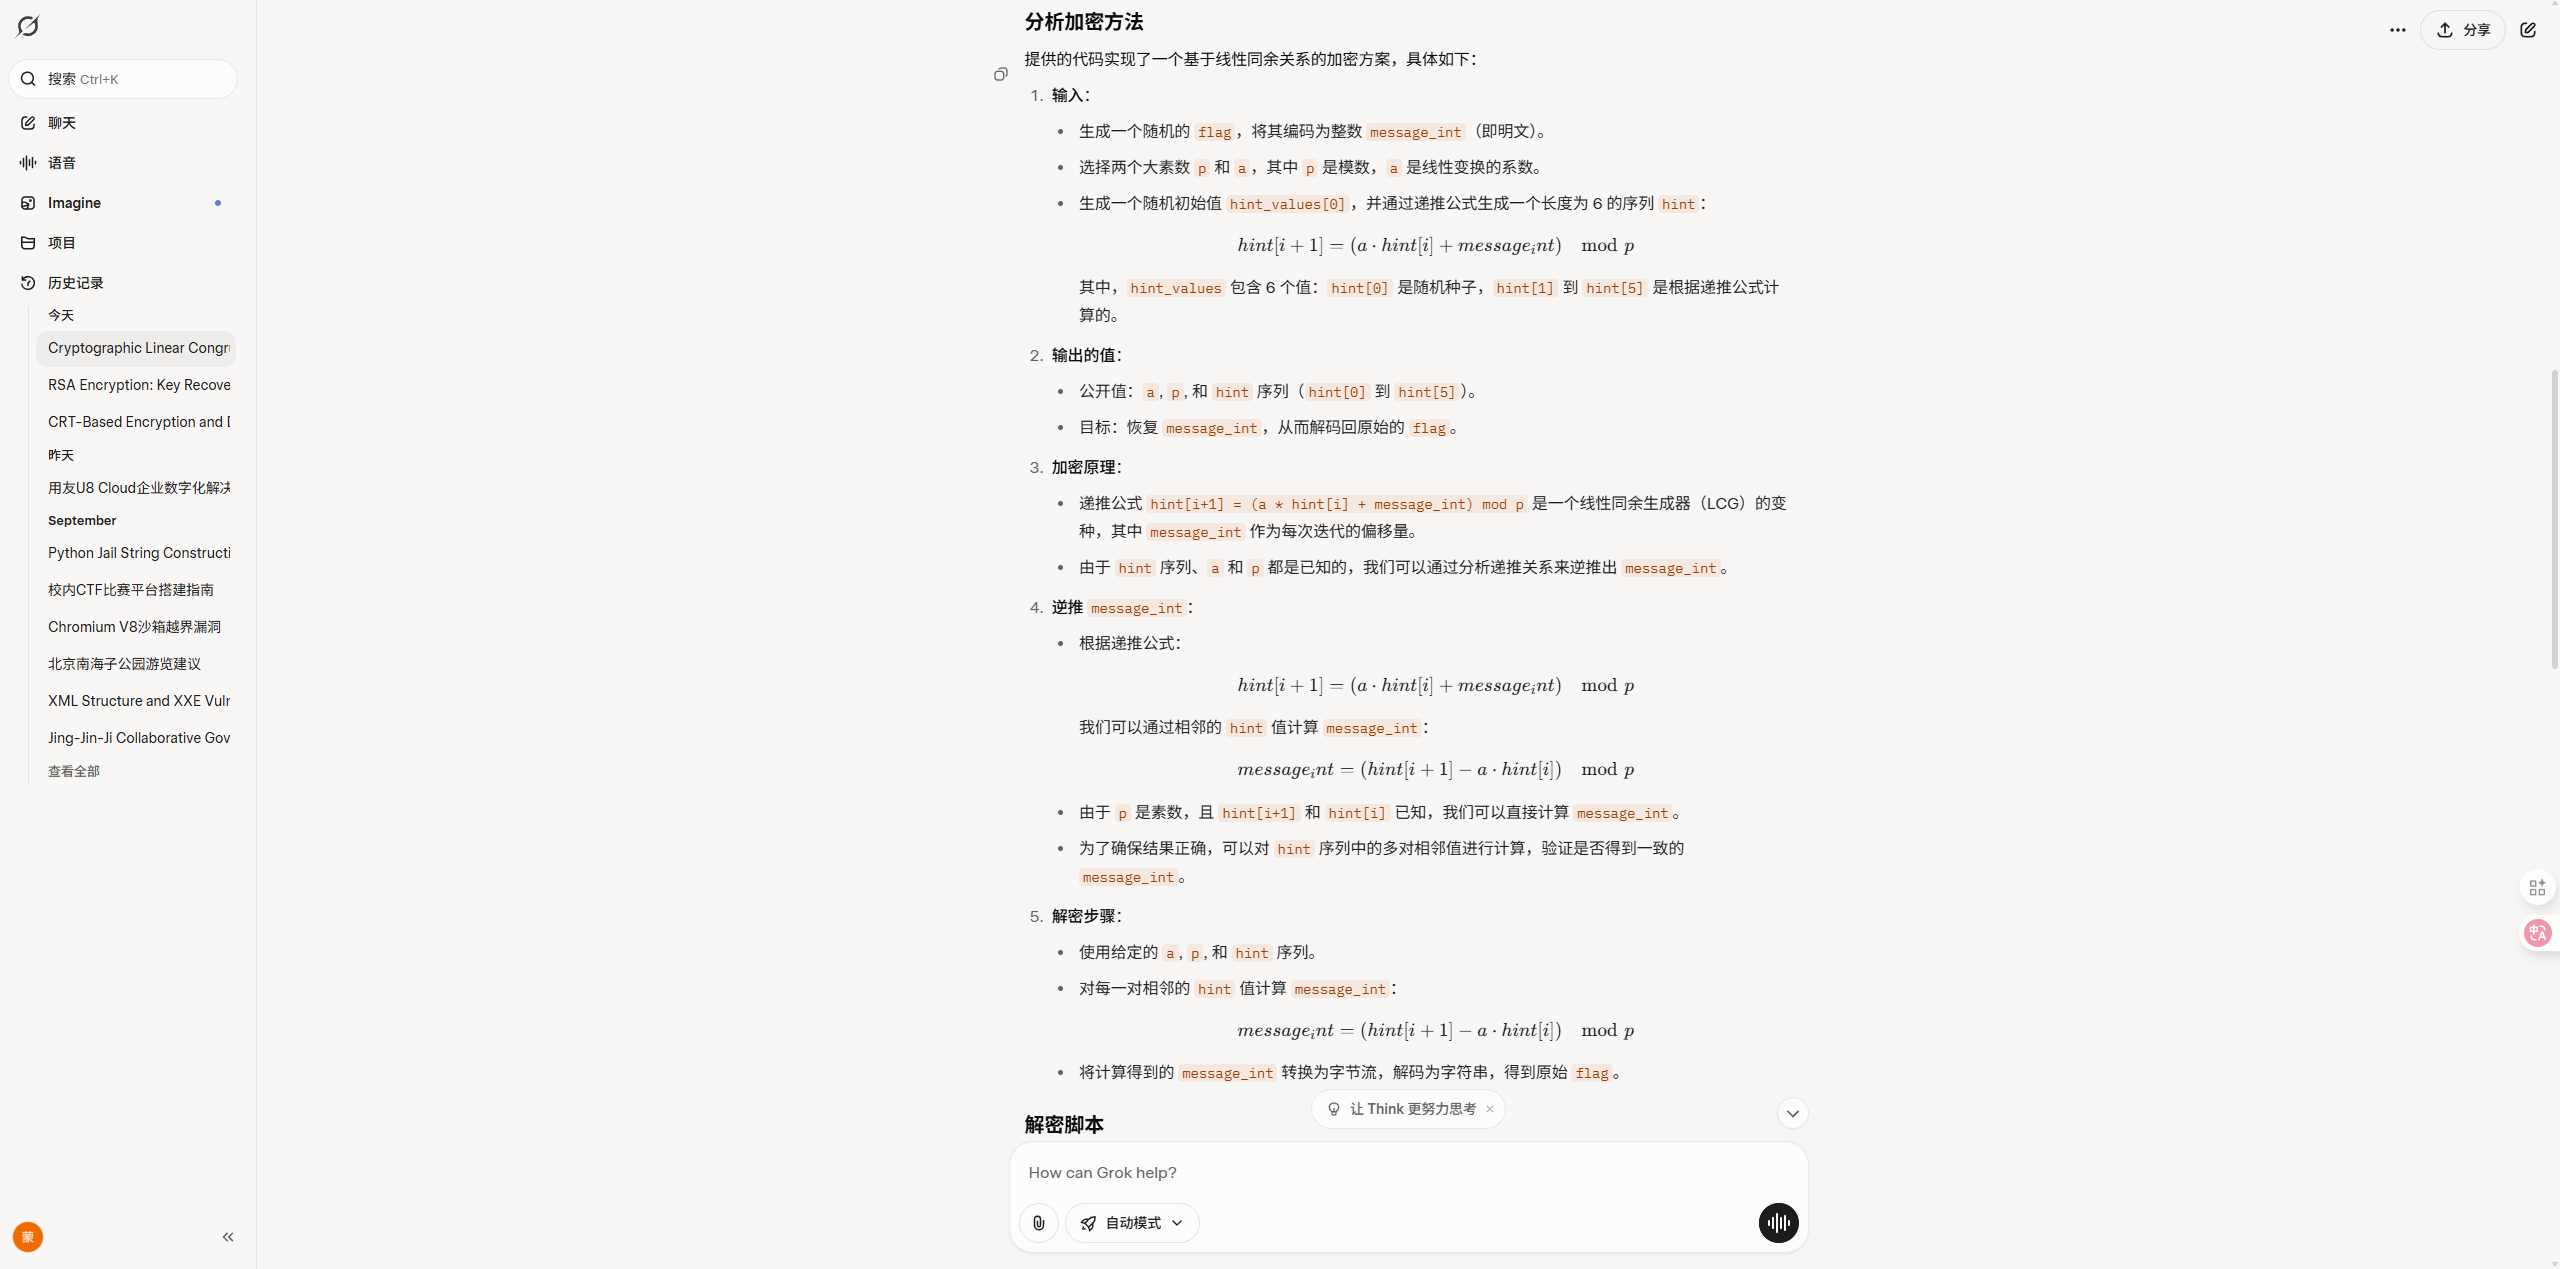 搜索 Ctrl+K
聊天
语音
Imagine
项目
历史记录
今天
Cryptographic Linear Congr
RSA Encryption: Key Recove
CRT-Based Encryption and D
昨天
用友U8 Cloud企业数字化解决
September
Python Jail String Constructi
校内CTF比赛平台搭建指南
Chromium V8沙箱越界漏洞
北京南海子公园游览建议
XML Structure and XXE Vulr
Jing-Jin-Ji Collaborative Gov
查看全部
蒙
分享
分析加密方法
提供的代码实现了一个基于线性同余关系的加密方案，具体如下：
1. 输入：
• 生成一个随机的 flag，将其编码为整数 message_int（即明文）。
• 选择两个大素数 p 和 a，其中 p 是模数， a 是线性变换的系数。
• 生成一个随机初始值 hint_values[0]，并通过递推公式生成一个长度为 6 的序列 hint：
hint[i + 1] = (a · hint[i] + messageᵢnt) mod p
其中，hint_values 包含 6 个值：hint[0] 是随机种子，hint[1] 到 hint[5] 是根据递推公式计
算的。
2. 输出的值：
• 公开值：a, p, 和 hint 序列（hint[0] 到 hint[5]）。
• 目标：恢复 message_int，从而解码回原始的 flag。
3. 加密原理：
• 递推公式 hint[i+1] = (a * hint[i] + message_int) mod p 是一个线性同余生成器（LCG）的变
种，其中 message_int 作为每次迭代的偏移量。
• 由于 hint 序列、a 和 p 都是已知的，我们可以通过分析递推关系来逆推出 message_int。
4. 逆推 message_int：
• 根据递推公式：
hint[i + 1] = (a · hint[i] + messageᵢnt) mod p
我们可以通过相邻的 hint 值计算 message_int：
messageᵢnt = (hint[i + 1] − a · hint[i]) mod p
• 由于 p 是素数，且 hint[i+1] 和 hint[i] 已知，我们可以直接计算 message_int。
• 为了确保结果正确，可以对 hint 序列中的多对相邻值进行计算，验证是否得到一致的
message_int。
5. 解密步骤：
• 使用给定的 a, p, 和 hint 序列。
• 对每一对相邻的 hint 值计算 message_int：
messageᵢnt = (hint[i + 1] − a · hint[i]) mod p
• 将计算得到的 message_int 转换为字节流，解码为字符串，得到原始 flag。
让 Think 更努力思考 ×
解密脚本
How can Grok help?
自动模式
中A